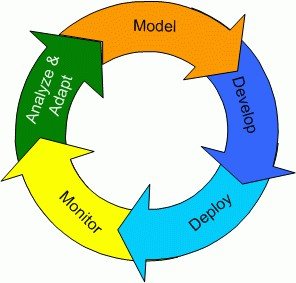 Model
Develop
Deploy
Monitor
Analyze &
Adapt